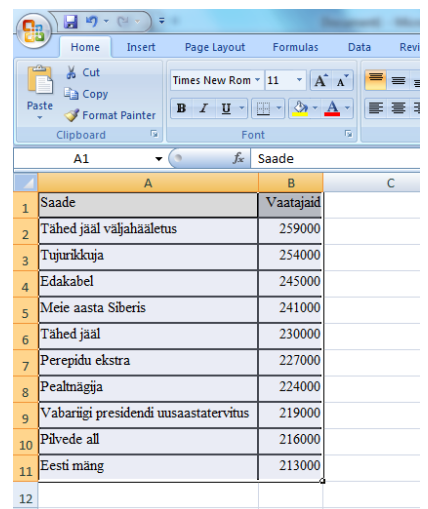 Home Insert Page Layout Formulas Data Revi
Cut
Copy
Format Painter
Paste
Clipboard
Times New Rom 11 A A
B I U A
Font
A1 fx Saade
A B C
1 Saade Vaatajaid
2 Tähed jääl väljahääletus 259000
3 Tujurikkuja 254000
4 Edakabel 245000
5 Meie aasta Siberis 241000
6 Tähed jääl 230000
7 Perepidu ekstra 227000
8 Pealtnägija 224000
9 Vabariigi presidendi uusaastatervitus 219000
10 Pilvede all 216000
11 Eesti mäng 213000
12